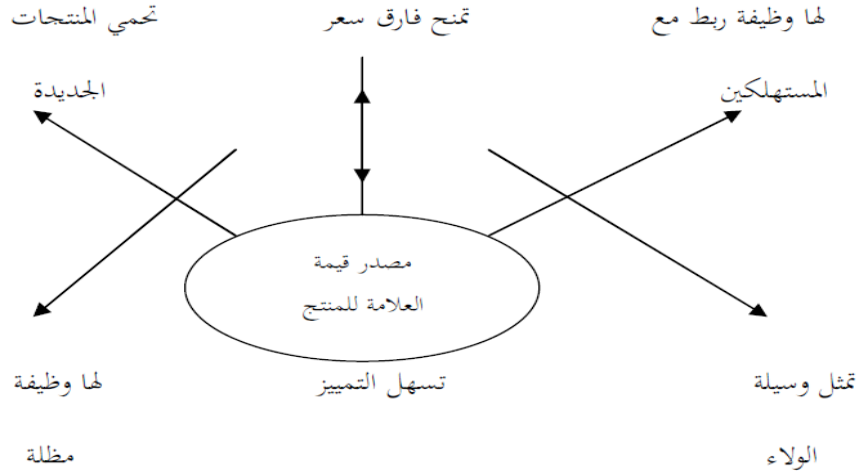 لها وظيفة ربط مع
المستهلكين
تمنح فارق سعر
تحمي المنتجات
الجديدة
مصدر قيمة
العلامة للمنتج
تمثل وسيلة
الولاء
تسهل التمييز
لها وظيفة
مظلة